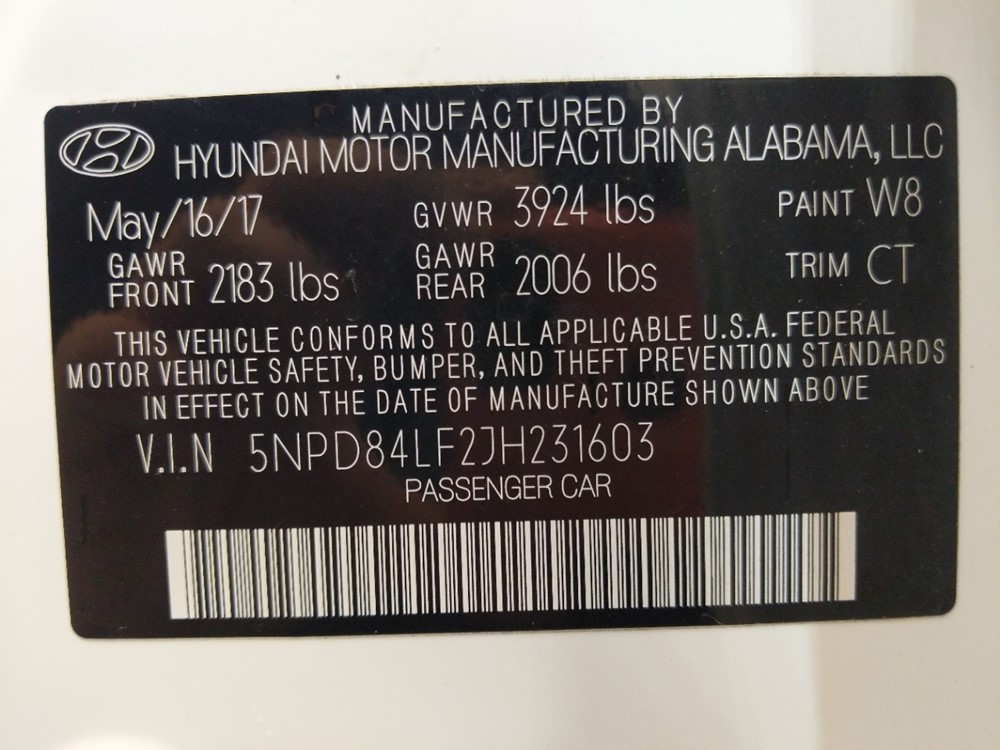 MANUFACTURED BY
HYUNDAI MOTOR MANUFACTURING ALABAMA, LLC
May/16/17 GVWR 3924 lbs PAINT W8
GAWR FRONT 2183 lbs GAWR REAR 2006 lbs TRIM CT
THIS VEHICLE CONFORMS TO ALL APPLICABLE U.S.A. FEDERAL
MOTOR VEHICLE SAFETY, BUMPER, AND THEFT PREVENTION STANDARDS
IN EFFECT ON THE DATE OF MANUFACTURE SHOWN ABOVE
V.I.N 5NPD84LF2JH231603
PASSENGER CAR